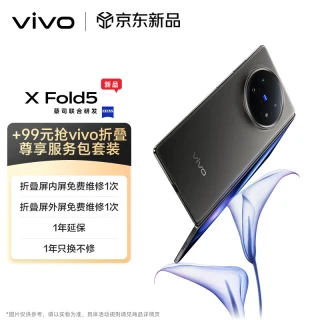 vivo 京东新品
新品
X Fold5
蔡司联合研发 ZEISS
+99元抢vivo折叠
尊享服务包套装
折叠屏内屏免费维修1次
折叠屏外屏免费维修1次
1年延保
1年只换不修
vivo